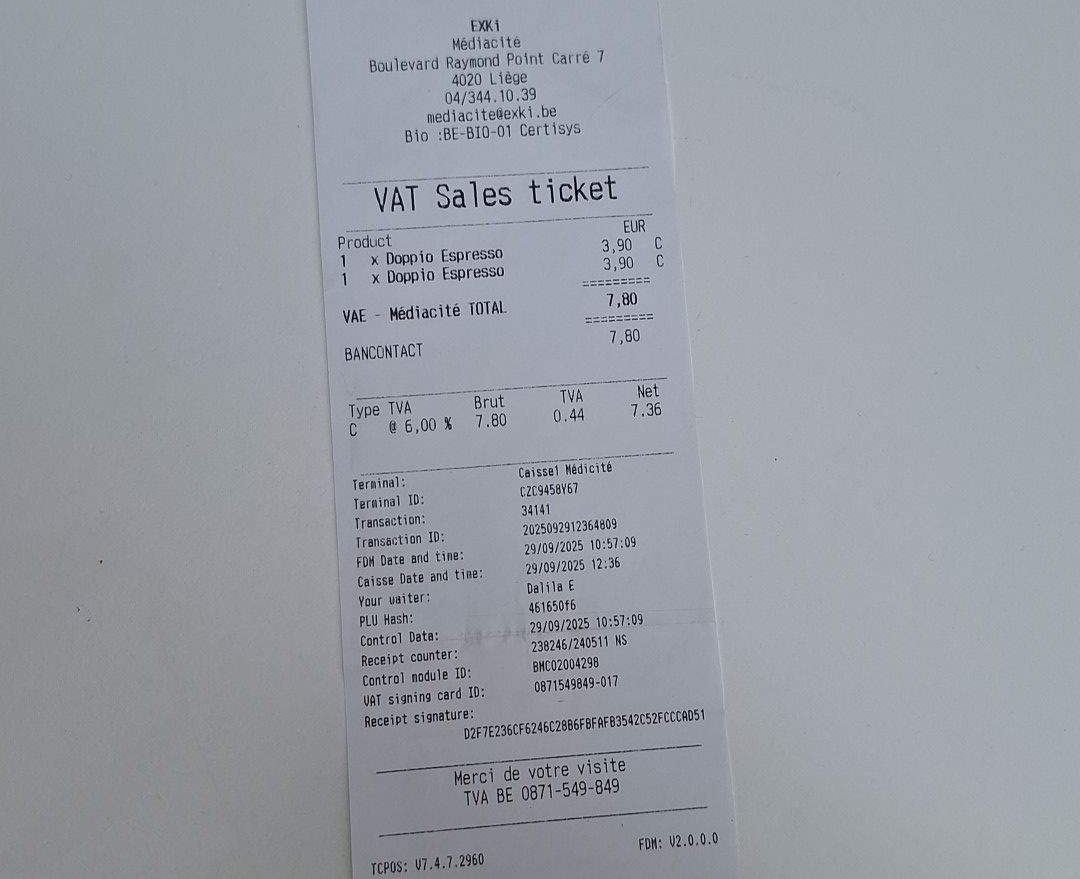 EXKi
Médiacité
Boulevard Raymond Point Carré 7
4020 Liège
04/344.10.39
mediacite@exki.be
Bio :BE-BIO-01 Certisys
VAT Sales ticket
Product EUR
1 x Doppio Espresso 3,90 C
1 x Doppio Espresso 3,90 C
=========
VAE - Médiacité TOTAL 7,80
=========
BANCONTACT 7,80
Type TVA Brut TVA Net
C @ 6,00 % 7.80 0.44 7.36
Terminal: Caisse1 Médicité
Terminal ID: CZC9458Y67
Transaction: 34141
Transaction ID: 2025092912364809
FDM Date and time: 29/09/2025 10:57:09
Caisse Date and time: 29/09/2025 12:36
Your waiter: Dalila E
PLU Hash: 461650f6
Control Data: 29/09/2025 10:57:09
Receipt counter: 238246/240511 NS
Control module ID: BMC02004298
VAT signing card ID: 0871549849-017
Receipt signature:
D2F7E236CF6246C28B6FBFAFB3542C52FCCCAD51
Merci de votre visite
TVA BE 0871-549-849
TCPOS: V7.4.7.2960 FDM: V2.0.0.0